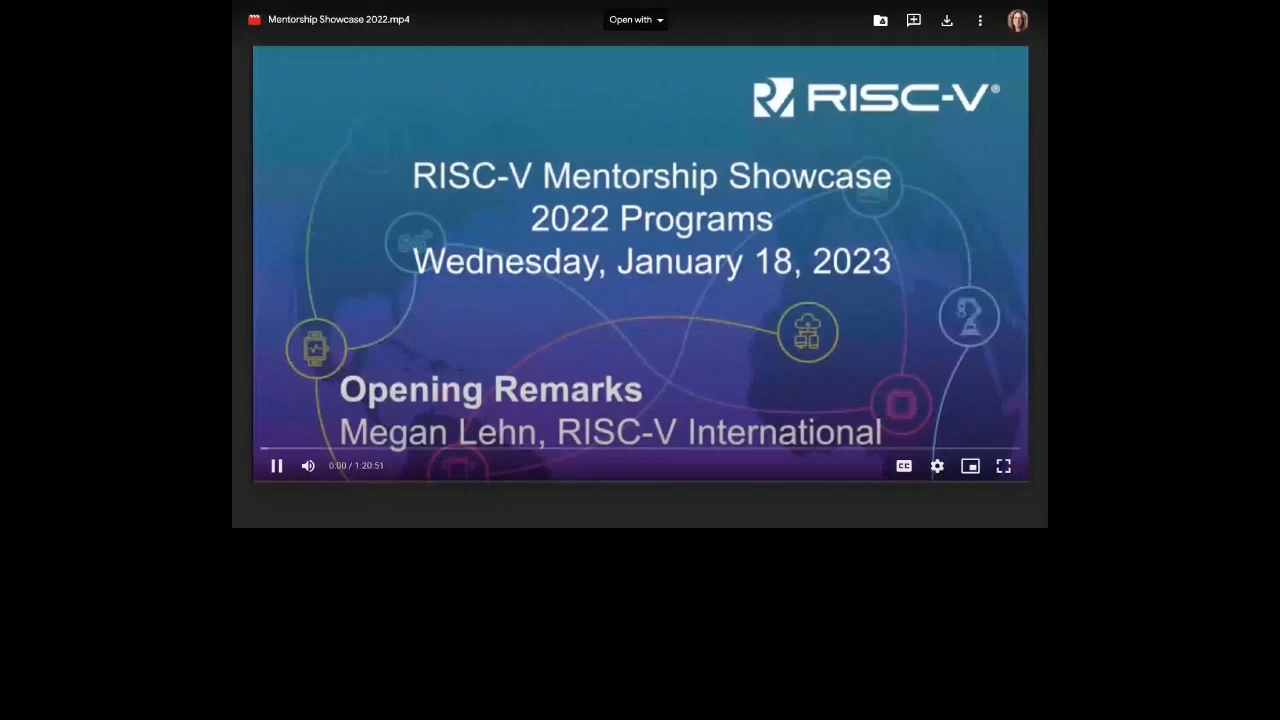 Mentorship Showcase 2022.mp4
Open with
RISC-V®
RISC-V Mentorship Showcase
2022 Programs
Wednesday, January 18, 2023
Opening Remarks
Megan Lehn, RISC-V International
0:00 / 1:20:51
CC